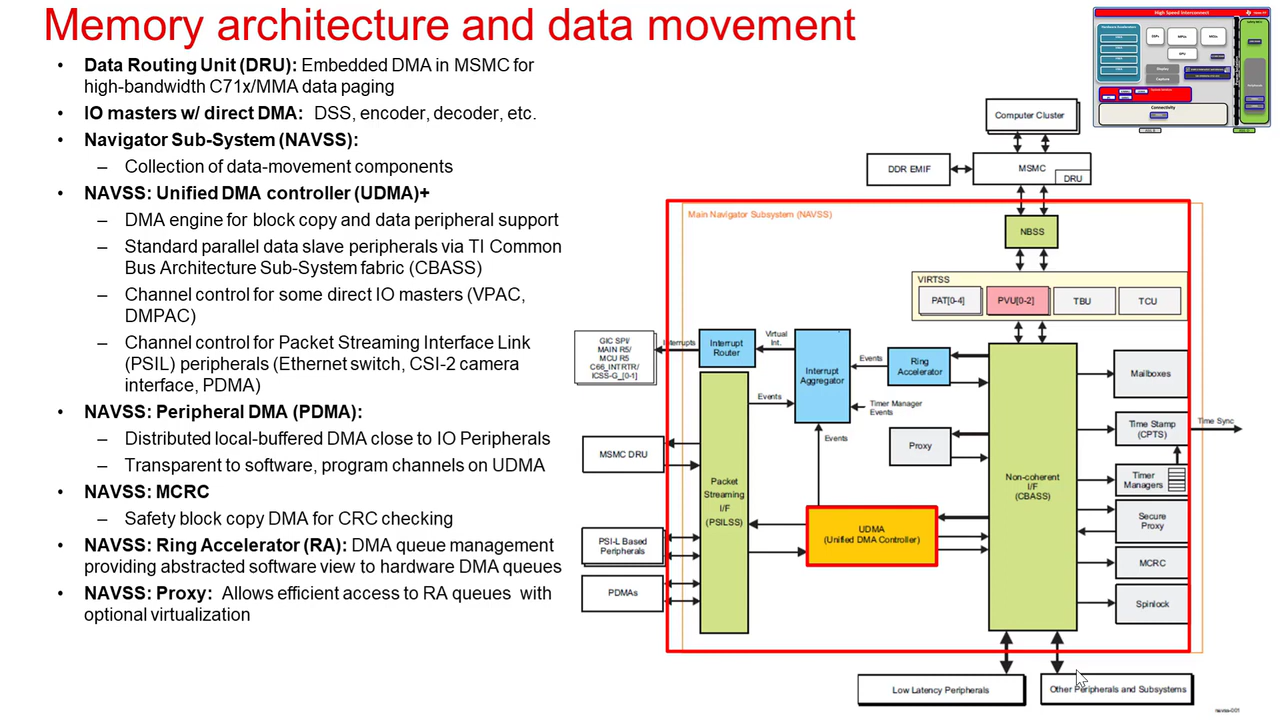 Memory architecture and data movement
• Data Routing Unit (DRU): Embedded DMA in MSMC for
high-bandwidth C71x/MMA data paging
• IO masters w/ direct DMA: DSS, encoder, decoder, etc.
• Navigator Sub-System (NAVSS):
– Collection of data-movement components
• NAVSS: Unified DMA controller (UDMA)+
– DMA engine for block copy and data peripheral support
– Standard parallel data slave peripherals via TI Common
Bus Architecture Sub-System fabric (CBASS)
– Channel control for some direct IO masters (VPAC,
DMPAC)
– Channel control for Packet Streaming Interface Link
(PSIL) peripherals (Ethernet switch, CSI-2 camera
interface, PDMA)
• NAVSS: Peripheral DMA (PDMA):
– Distributed local-buffered DMA close to IO Peripherals
– Transparent to software, program channels on UDMA
• NAVSS: MCRC
– Safety block copy DMA for CRC checking
• NAVSS: Ring Accelerator (RA): DMA queue management
providing abstracted software view to hardware DMA queues
• NAVSS: Proxy: Allows efficient access to RA queues with
optional virtualization
High Speed Interconnect
Display
Capture
Connectivity
Computer Cluster
DDR EMIF
MSMC
DRU
Main Navigator Subsystem (NAVSS)
NBSS
VIRTSS
PAT[0-4]
PVU[0-2]
TBU
TCU
GIC SPI/
MAIN R5/
MCU R5
C66_INTRTR/
ICSS-G_[0-1]
Interrupts
Interrupt
Router
Virtual
Int.
Interrupt
Aggregator
Events
Ring
Accelerator
Timer Manager
Events
Events
Events
Proxy
MSMC DRU
Packet
Streaming
I/F
(PSILSS)
PSI-L Based
Peripherals
PDMAs
UDMA
(Unified DMA Controller)
Non-coherent
I/F
(CBASS)
Mailboxes
Time Stamp
(CPTS)
Time Sync
Timer
Managers
Secure
Proxy
MCRC
Spinlock
Low Latency Peripherals
Other Peripherals and Subsystems
navss-001